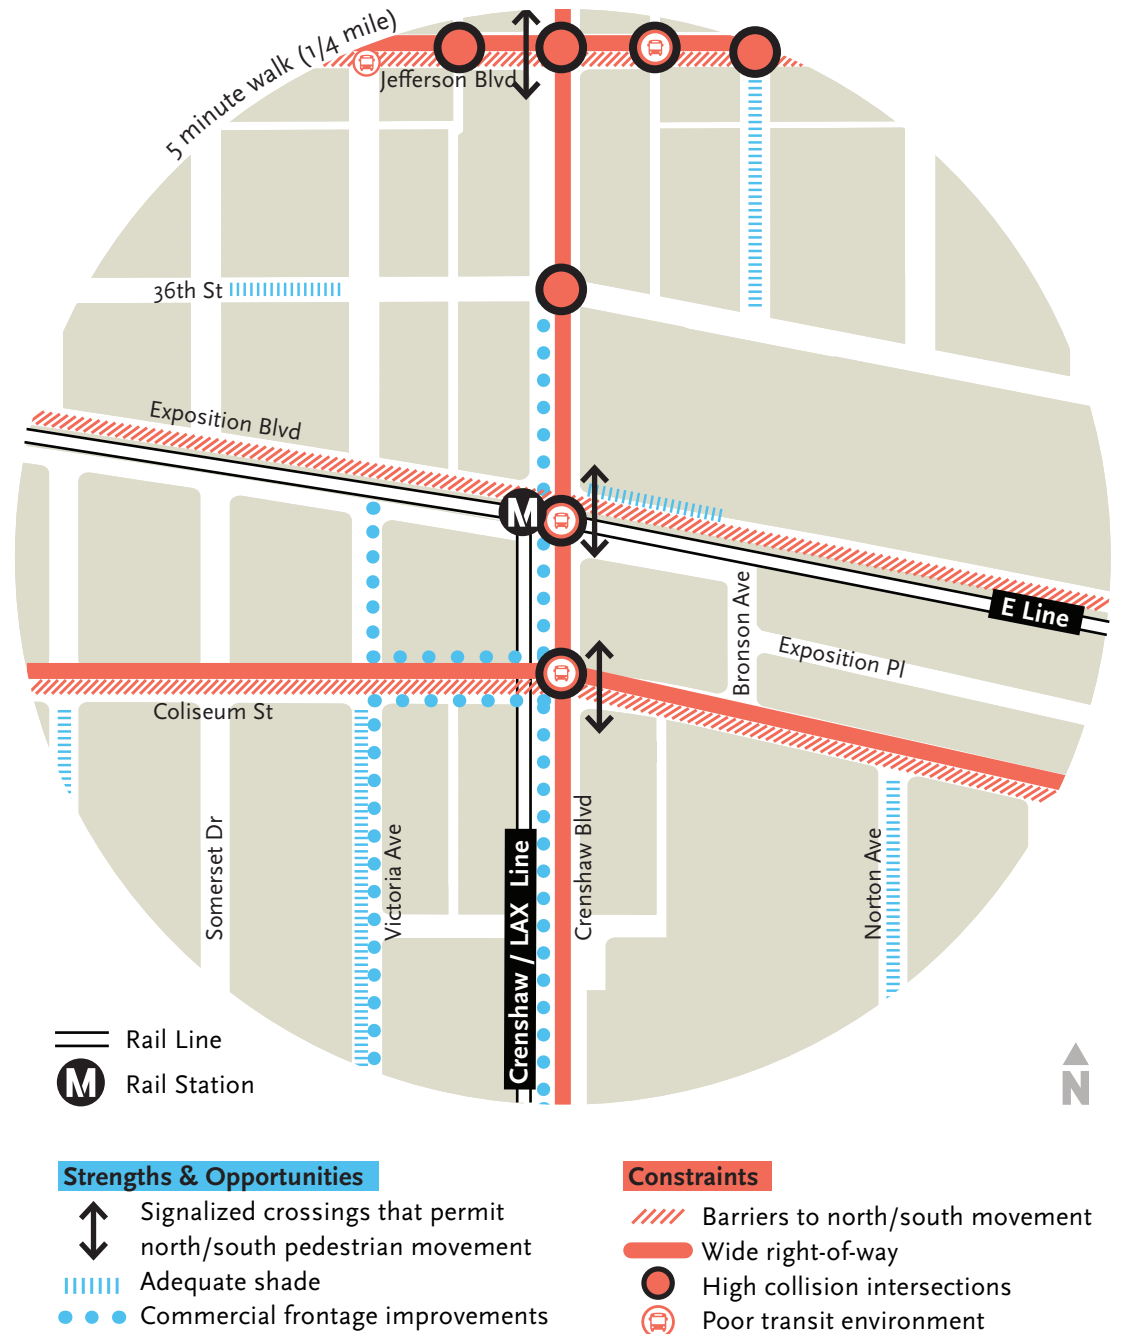 5 minute walk (1/4 mile)
Jefferson Blvd
36th St
Exposition Blvd
M
E Line
Bronson Ave
Exposition Pl
Coliseum St
Somerset Dr
Victoria Ave
Crenshaw / LAX Line
Crenshaw Blvd
Norton Ave
Rail Line
M
Rail Station
N
Strengths & Opportunities
Signalized crossings that permit
north/south pedestrian movement
Adequate shade
Commercial frontage improvements
Constraints
Barriers to north/south movement
Wide right-of-way
High collision intersections
Poor transit environment